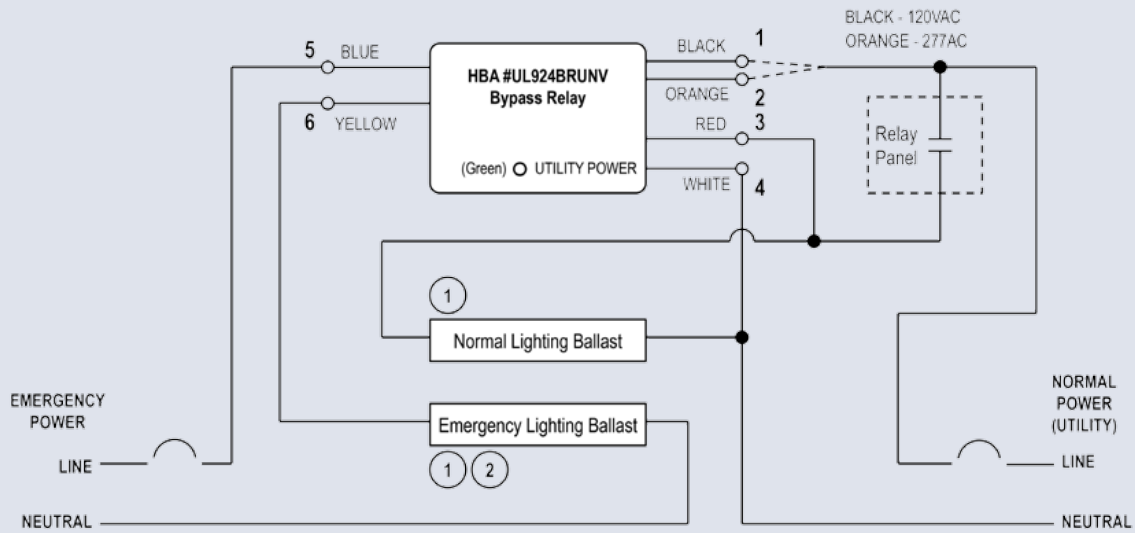 BLACK - 120VAC
ORANGE - 277AC
5 BLUE
6 YELLOW
HBA #UL924BRUNV
Bypass Relay
(Green) UTILITY POWER
BLACK 1
ORANGE 2
RED 3
WHITE 4
Relay
Panel
1
Normal Lighting Ballast
Emergency Lighting Ballast
1 2
EMERGENCY
POWER
LINE
NEUTRAL
NORMAL
POWER
(UTILITY)
LINE
NEUTRAL